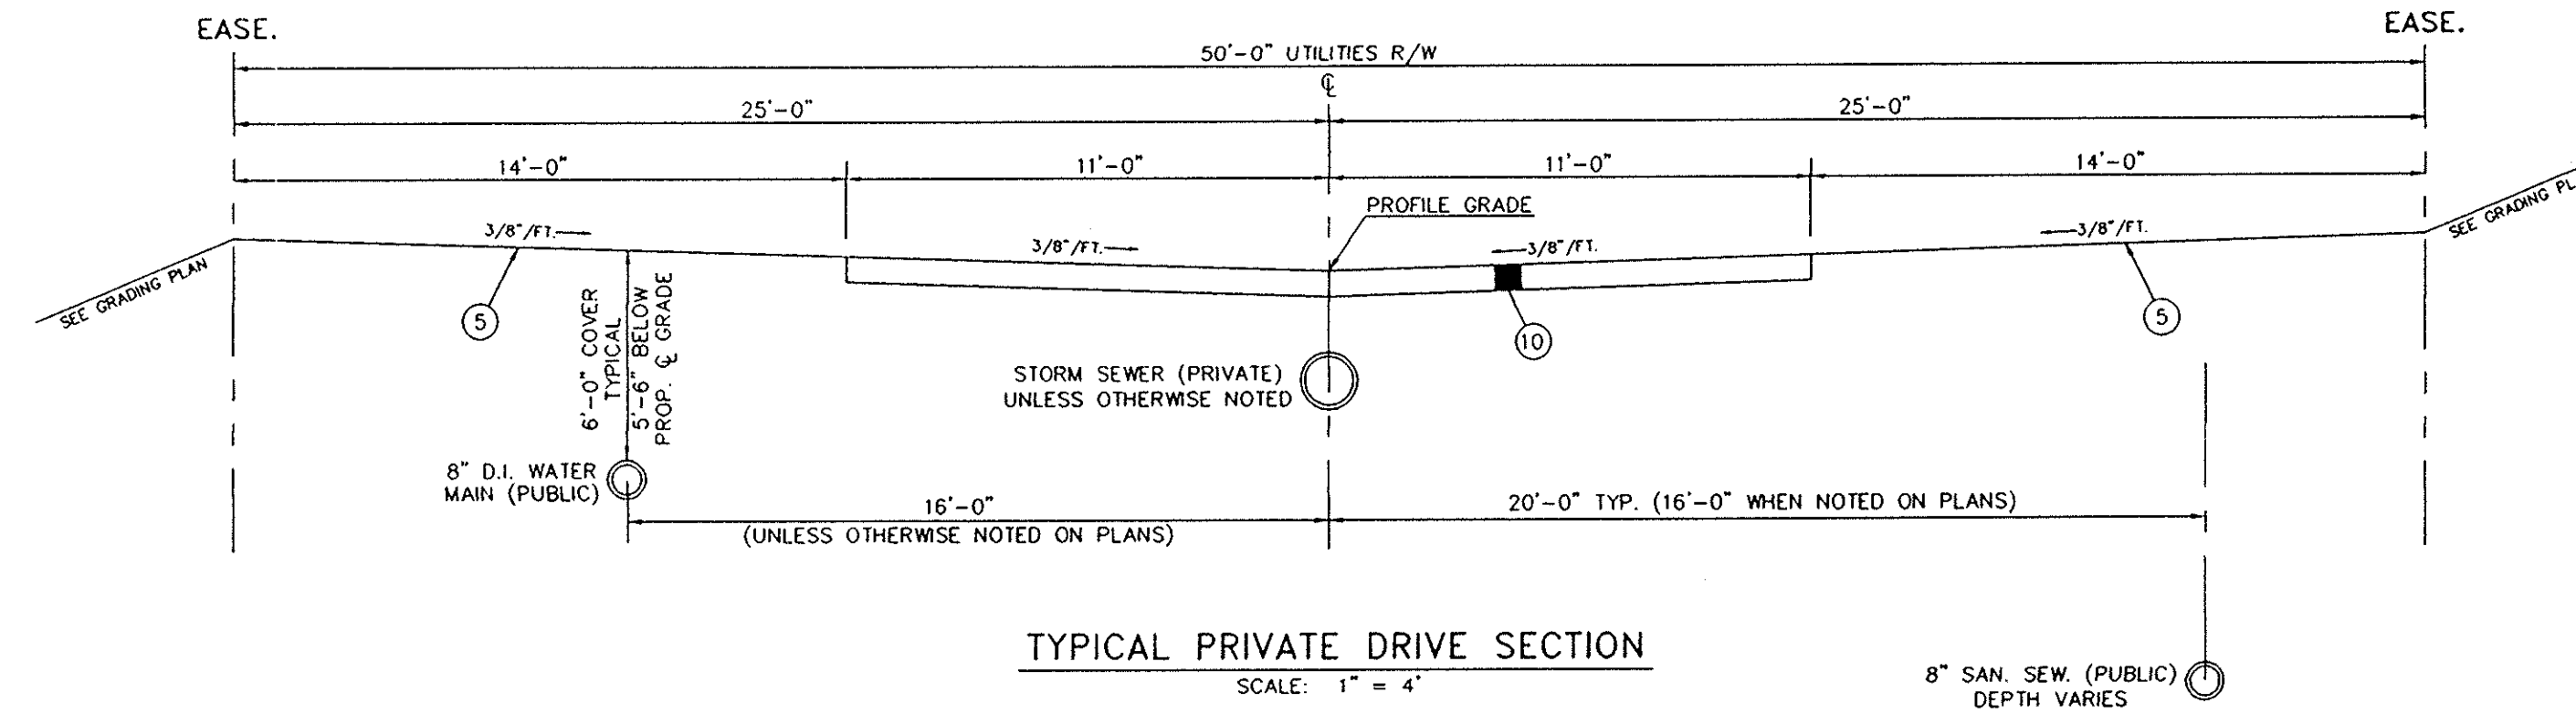 EASE.
EASE.
50'-0" UTILITIES R/W
℄
25'-0"
25'-0"
14'-0"
11'-0"
11'-0"
14'-0"
PROFILE GRADE
3/8"/FT.
3/8"/FT.
3/8"/FT.
3/8"/FT.
SEE GRADING PLAN
SEE GRADING PL
5
10
5
6'-0" COVER
TYPICAL
5'-6" BELOW
PROP. ℄ GRADE
STORM SEWER (PRIVATE)
UNLESS OTHERWISE NOTED
8" D.I. WATER
MAIN (PUBLIC)
16'-0"
(UNLESS OTHERWISE NOTED ON PLANS)
20'-0" TYP. (16'-0" WHEN NOTED ON PLANS)
TYPICAL PRIVATE DRIVE SECTION
SCALE: 1" = 4'
8" SAN. SEW. (PUBLIC)
DEPTH VARIES